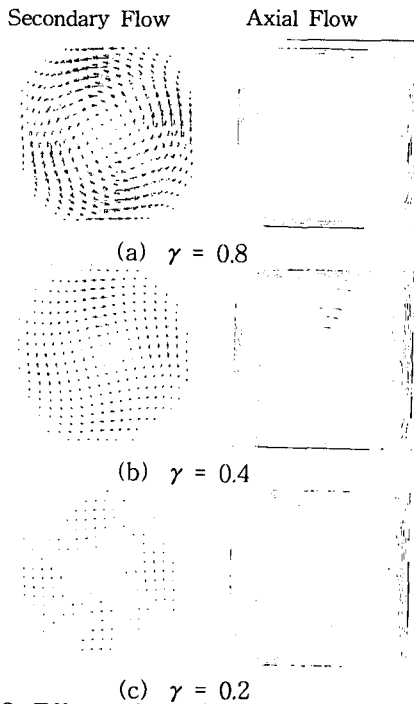 Secondary Flow Axial Flow
(a) γ = 0.8
(b) γ = 0.4
(c) γ = 0.2